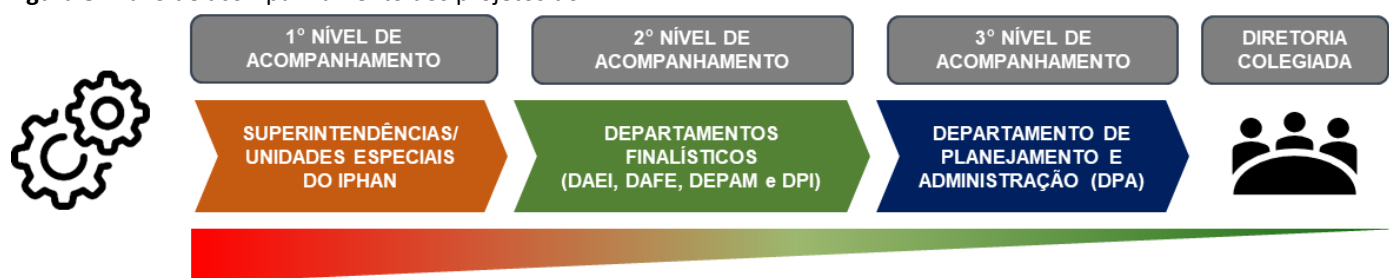 1° NÍVEL DE
ACOMPANHAMENTO
2° NÍVEL DE
ACOMPANHAMENTO
3° NÍVEL DE
ACOMPANHAMENTO
DIRETORIA
COLEGIADA
SUPERINTENDÊNCIAS/
UNIDADES ESPECIAIS
DO IPHAN
DEPARTAMENTOS
FINALÍSTICOS
(DAEI, DAFE, DEPAM e DPI)
DEPARTAMENTO DE
PLANEJAMENTO E
ADMINISTRAÇÃO (DPA)